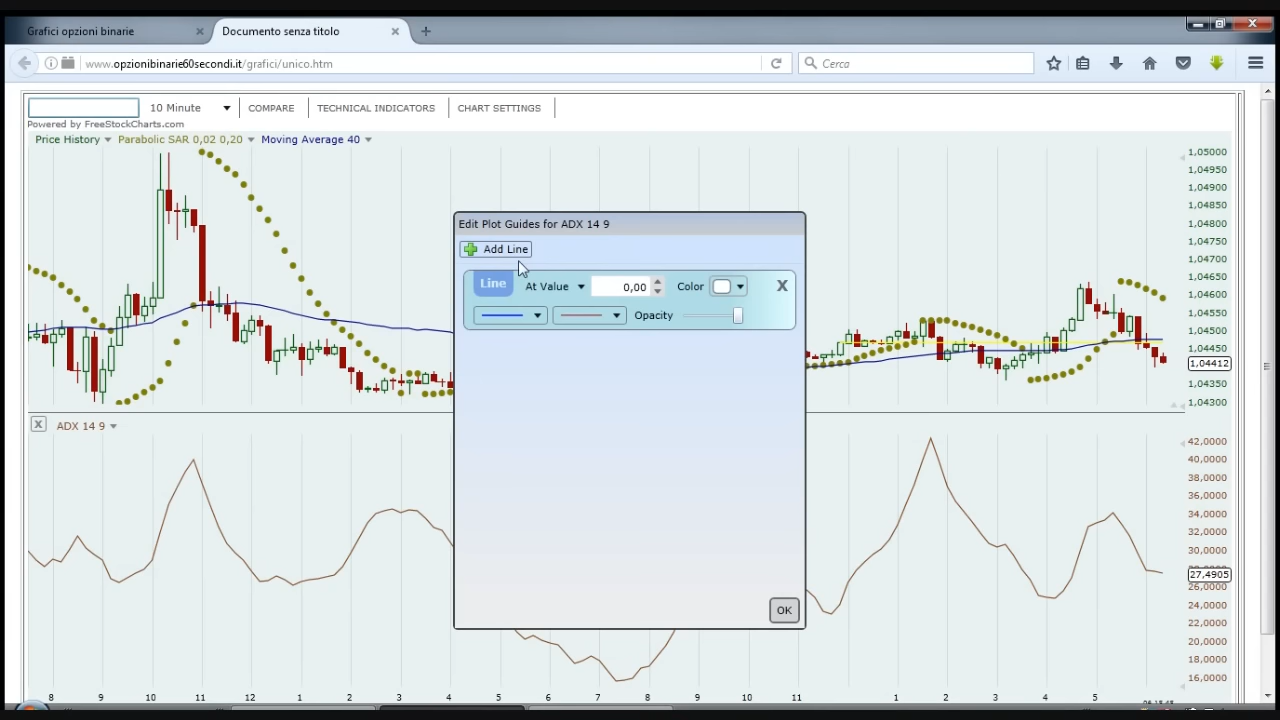 Grafici opzioni binarie
Documento senza titolo
www.opzionibinarie60secondi.it/grafici/unico.htm
Cerca
10 Minute
COMPARE
TECHNICAL INDICATORS
CHART SETTINGS
Powered by FreeStockCharts.com
Price History
Parabolic SAR 0,02 0,20
Moving Average 40
1,05000
1,04950
1,04900
1,04850
1,04800
1,04750
1,04700
1,04650
1,04600
1,04550
1,04500
1,04450
1,04412
1,04350
1,04300
Edit Plot Guides for ADX 14 9
Add Line
Line
At Value
0,00
Color
X
Opacity
OK
X
ADX 14 9
42,0000
40,0000
38,0000
36,0000
34,0000
32,0000
30,0000
27,4905
26,0000
24,0000
22,0000
20,0000
18,0000
16,0000
8 9 10 11 12 1 2 3 4 5 6 7 8 9 10 11 1 2 3 4 5